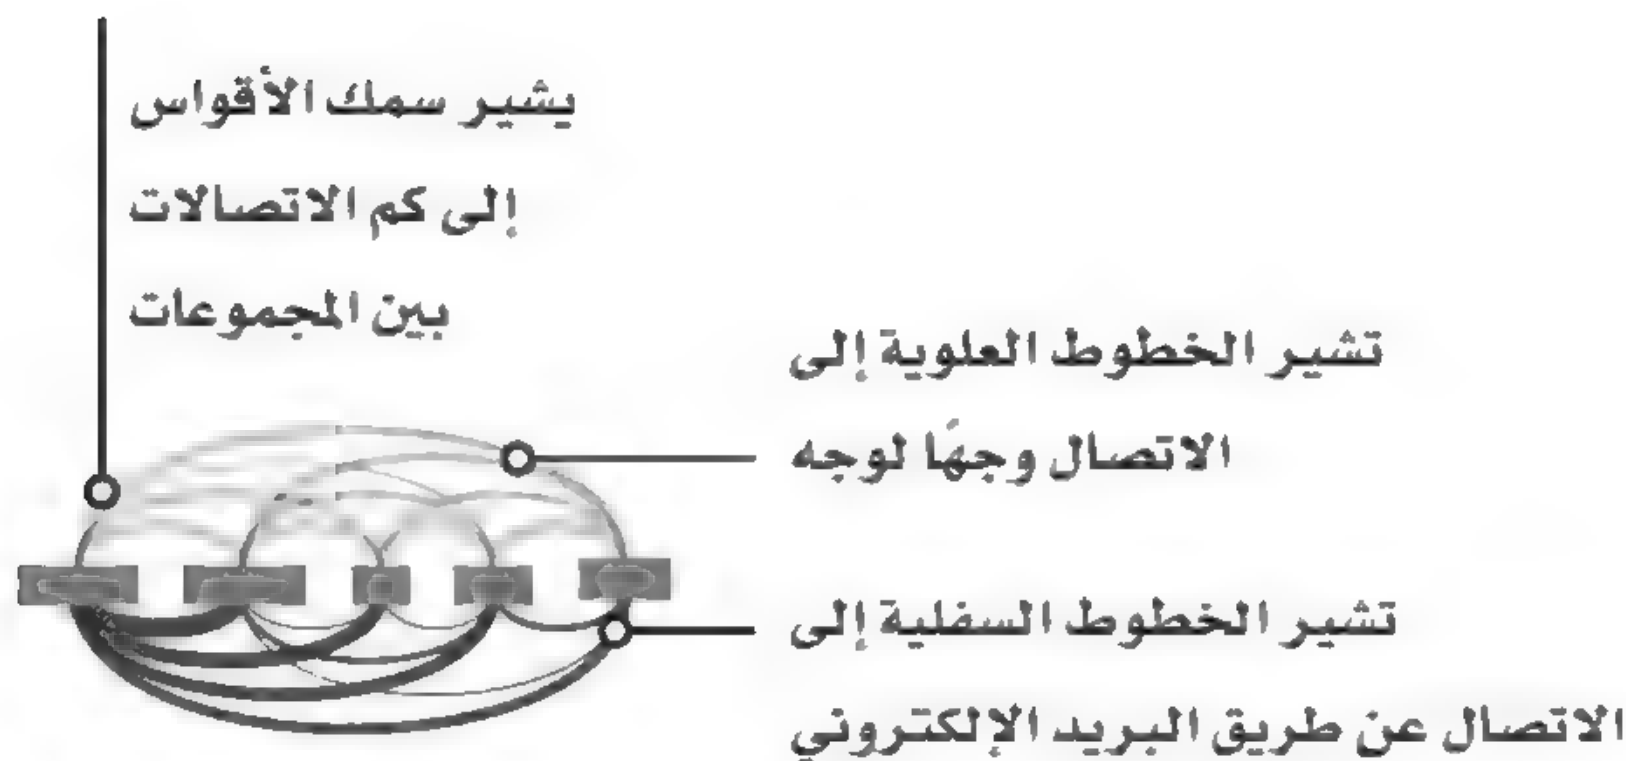 يشير سمك الأقواس
إلى كم الاتصالات
بين المجموعات
تشير الخطوط العلوية إلى
الاتصال وجهًا لوجه
تشير الخطوط السفلية إلى
الاتصال عن طريق البريد الإلكتروني